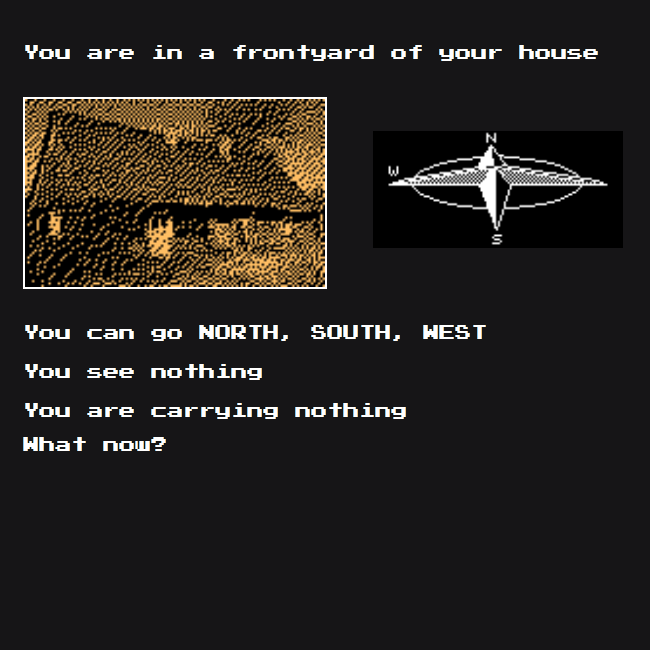 You are in a frontyard of your house
N
W
S
You can go NORTH, SOUTH, WEST
You see nothing
You are carrying nothing
What now?